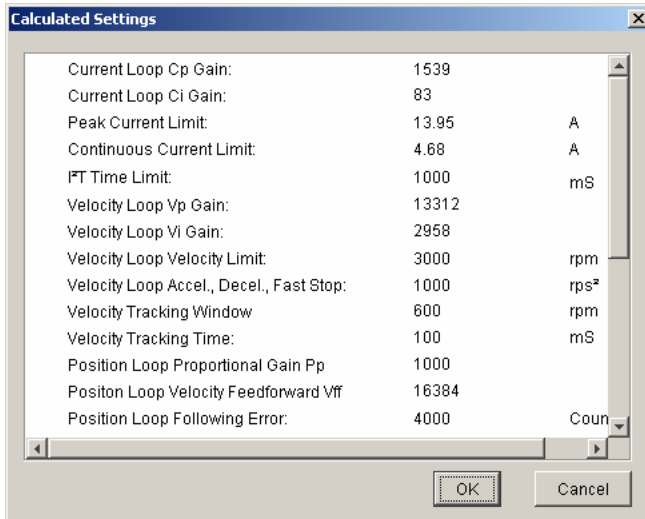 Calculated Settings
Current Loop Cp Gain: 1539
Current Loop Ci Gain: 83
Peak Current Limit: 13.95 A
Continuous Current Limit: 4.68 A
I²T Time Limit: 1000 mS
Velocity Loop Vp Gain: 13312
Velocity Loop Vi Gain: 2958
Velocity Loop Velocity Limit: 3000 rpm
Velocity Loop Accel., Decel., Fast Stop: 1000 rps²
Velocity Tracking Window 600 rpm
Velocity Tracking Time: 100 mS
Position Loop Proportional Gain Pp 1000
Positon Loop Velocity Feedforward Vff 16384
Position Loop Following Error: 4000 Coun
OK Cancel